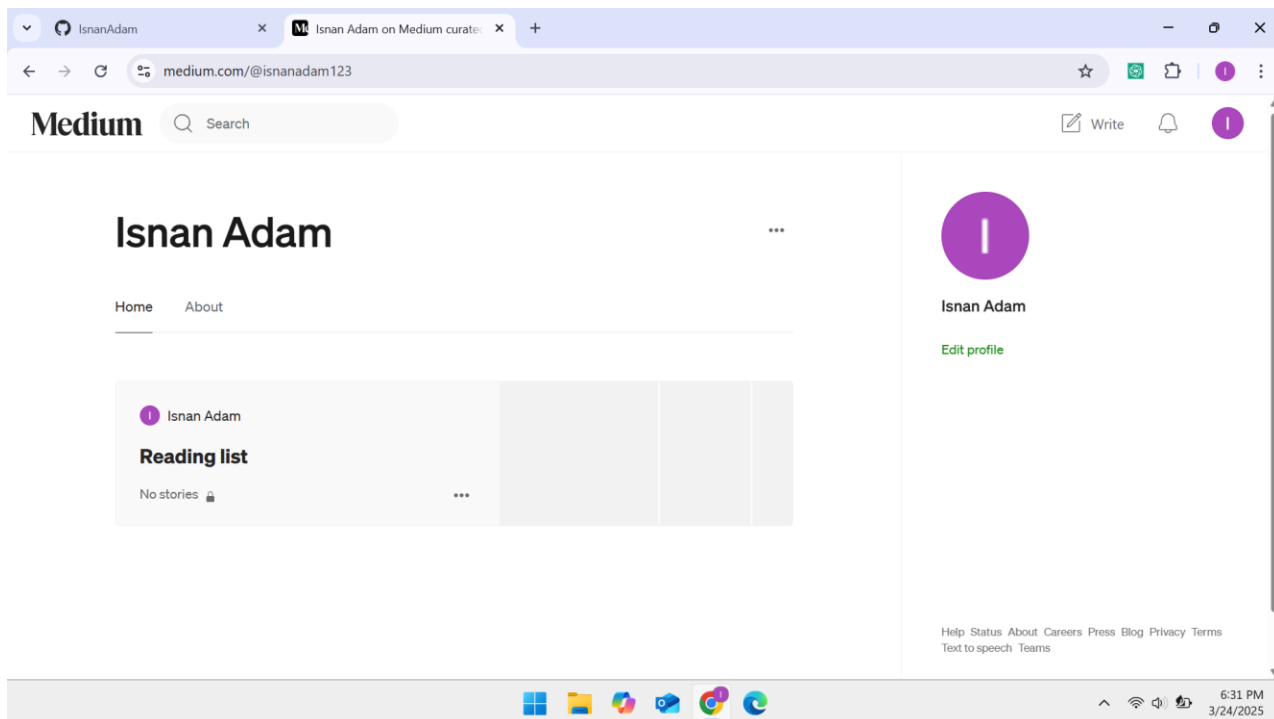 IsnanAdam
Isnan Adam on Medium curated
medium.com/@isnanadam123
I
Medium
Search
Write
I
Isnan Adam
Home About
I
Isnan Adam
Edit profile
I Isnan Adam
Reading list
No stories
Help Status About Careers Press Blog Privacy Terms
Text to speech Teams
6:31 PM
3/24/2025